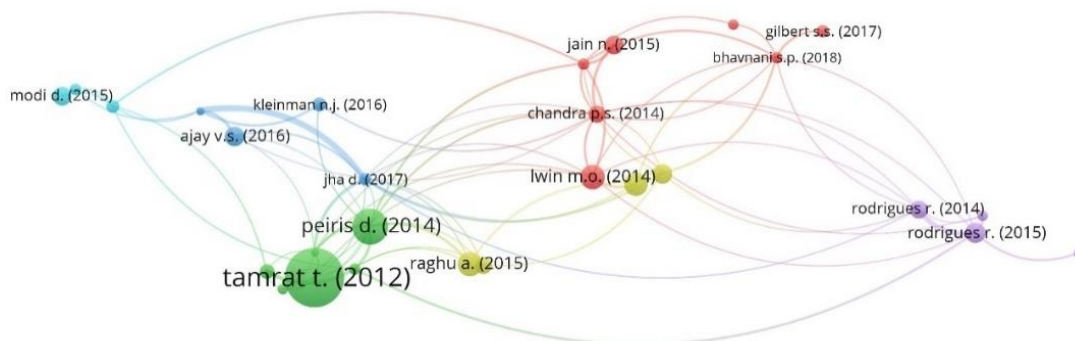 gilbert s.s. (2017)
jain n. (2015)
bhavnani s.p. (2018)
modi d. (2015)
kleinman n.j. (2016)
chandra p.s. (2014)
ajay v.s. (2016)
jha d. (2017)
lwin m.o. (2014)
rodrigues r. (2014)
peiris d. (2014)
rodrigues r. (2015)
raghu a. (2015)
tamrat t. (2012)